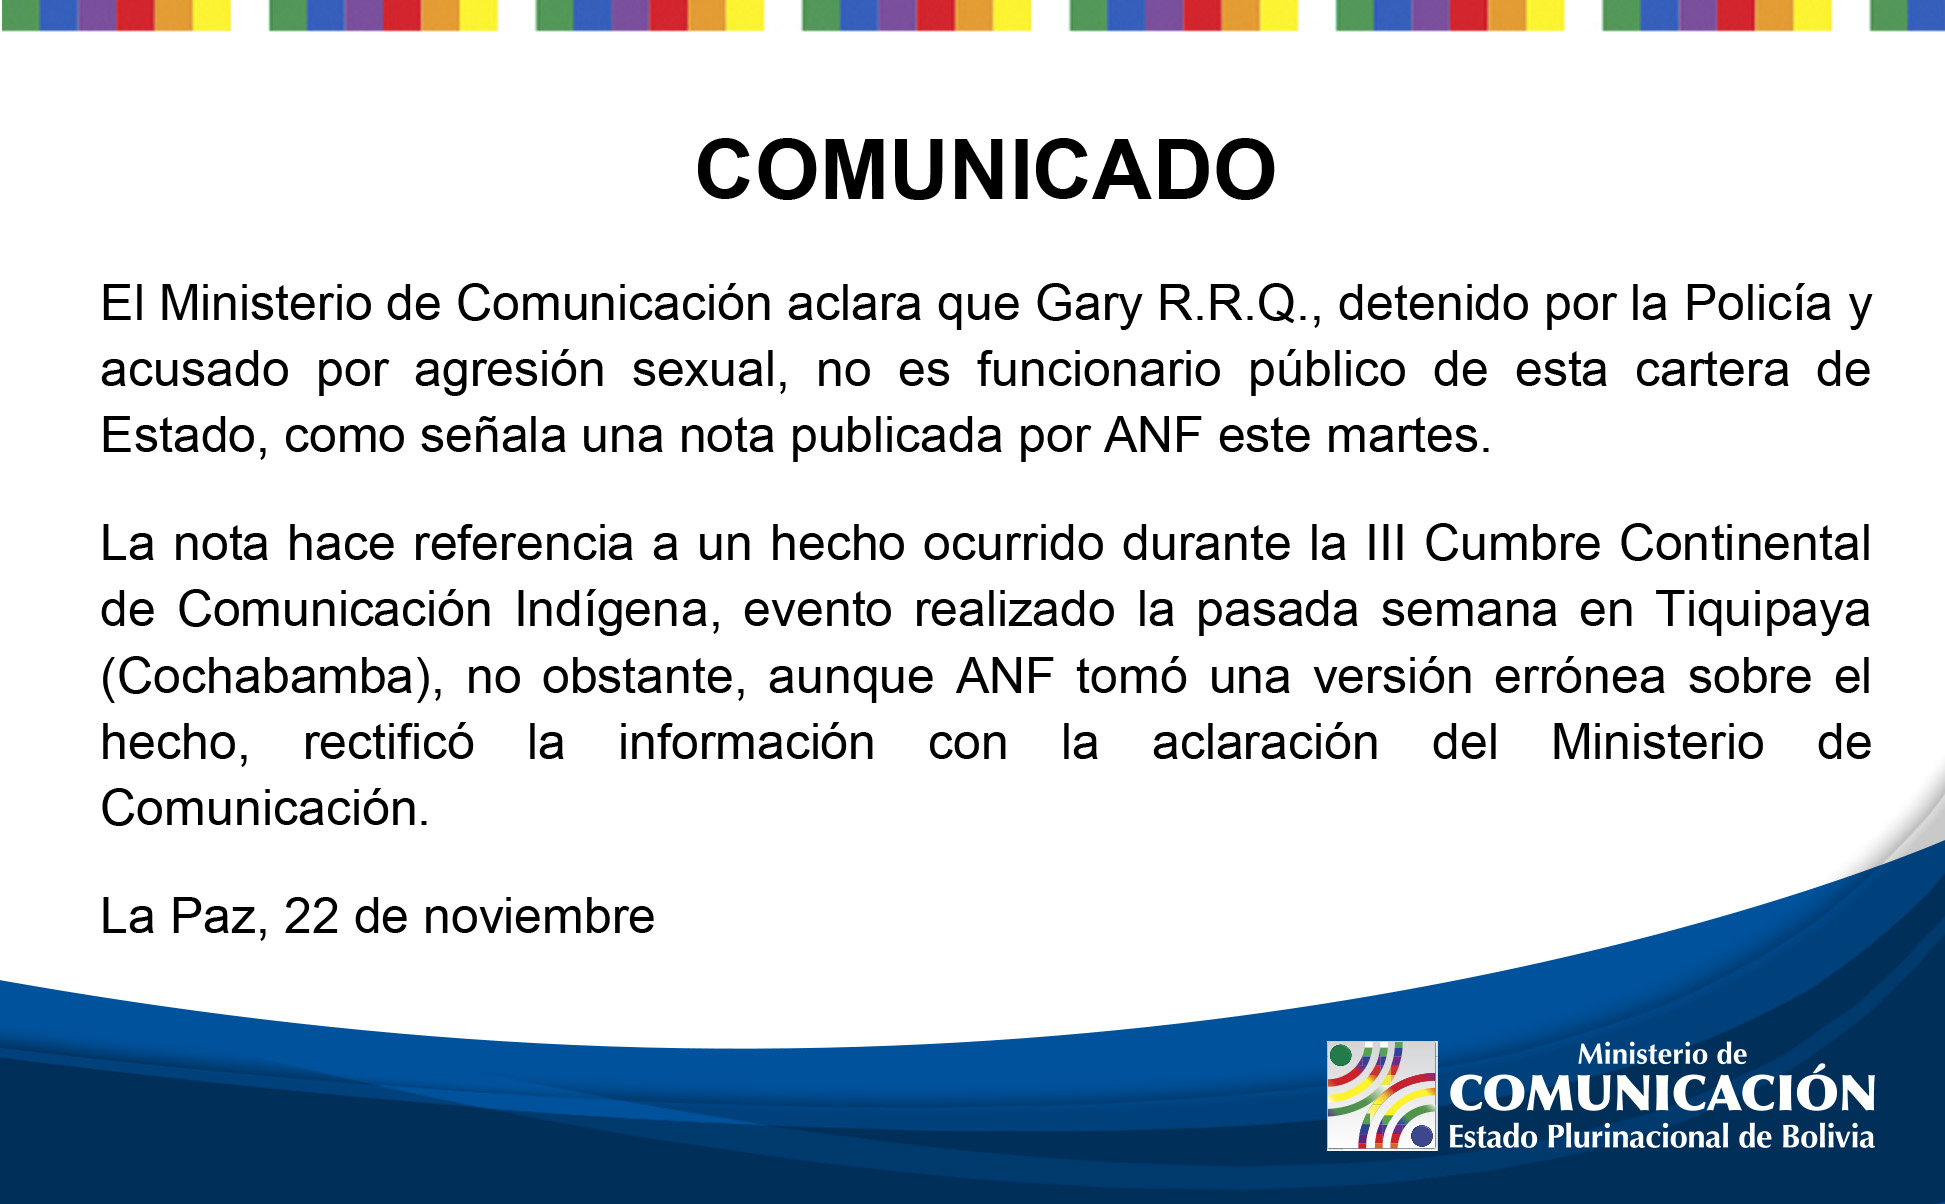 COMUNICADO
El Ministerio de Comunicación aclara que Gary R.R.Q., detenido por la Policía y
acusado por agresión sexual, no es funcionario público de esta cartera de
Estado, como señala una nota publicada por ANF este martes.
La nota hace referencia a un hecho ocurrido durante la III Cumbre Continental
de Comunicación Indígena, evento realizado la pasada semana en Tiquipaya
(Cochabamba), no obstante, aunque ANF tomó una versión errónea sobre el
hecho, rectificó la información con la aclaración del Ministerio de
Comunicación.
La Paz, 22 de noviembre
Ministerio de
COMUNICACIÓN
Estado Plurinacional de Bolivia